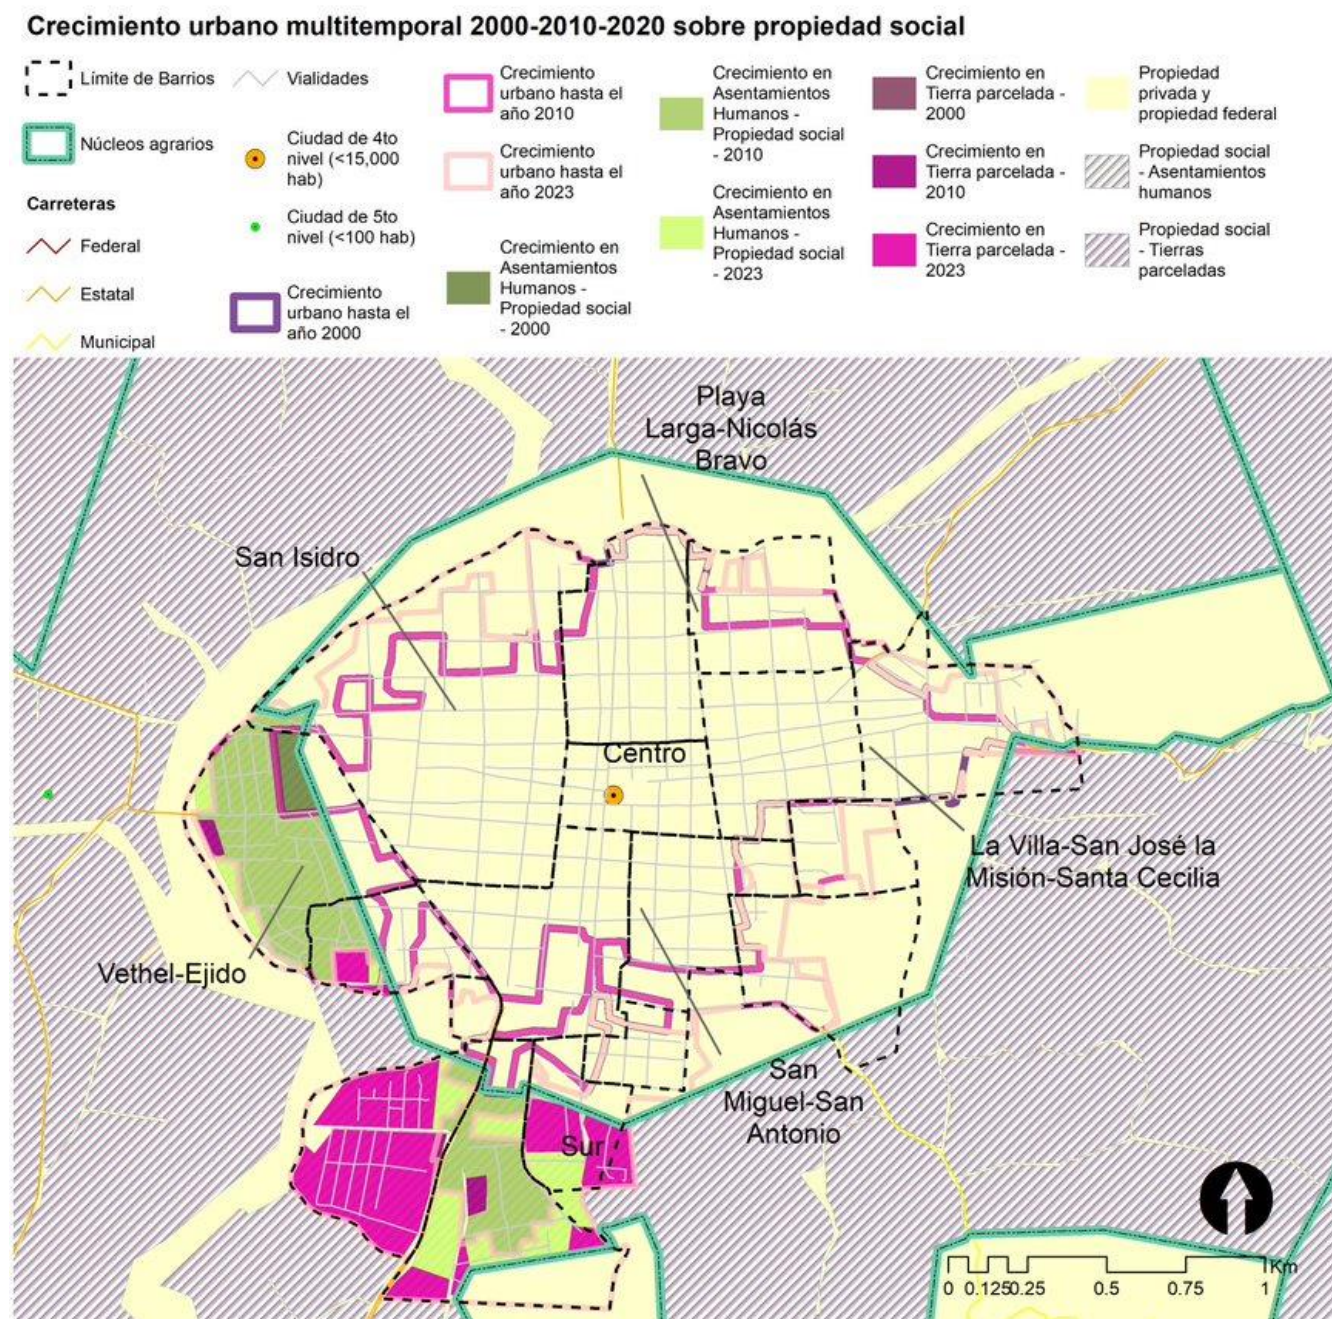 Crecimiento urbano multitemporal 2000-2010-2020 sobre propiedad social
Límite de Barrios
Núcleos agrarios
Carreteras
Federal
Estatal
Municipal
Vialidades
Ciudad de 4to
nivel (<15,000
hab)
Ciudad de 5to
nivel (<100 hab)
Crecimiento
urbano hasta el
año 2000
Crecimiento
urbano hasta el
año 2010
Crecimiento
urbano hasta el
año 2023
Crecimiento en
Asentamientos
Humanos -
Propiedad social
- 2000
Crecimiento en
Asentamientos
Humanos -
Propiedad social
- 2010
Crecimiento en
Asentamientos
Humanos -
Propiedad social
- 2023
Crecimiento en
Tierra parcelada -
2000
Crecimiento en
Tierra parcelada -
2010
Crecimiento en
Tierra parcelada -
2023
Propiedad
privada y
propiedad federal
Propiedad social
- Asentamientos
humanos
Propiedad social
- Tierras
parceladas
Playa
Larga-Nicolás
Bravo
San Isidro
Centro
La Villa-San José la
Misión-Santa Cecilia
Vethel-Ejido
San
Miguel-San
Antonio
Sur
Km
0 0.125 0.25 0.5 0.75 1